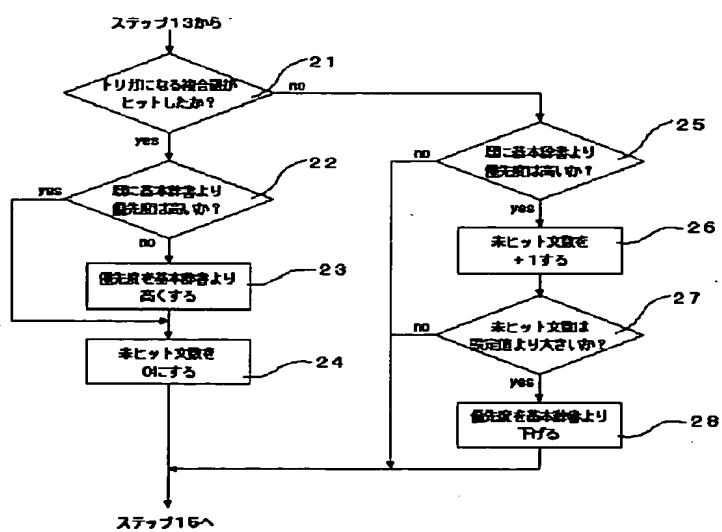 ステップ13から
トリガになる複合語が
ヒットしたか?
21
no
yes
既に基本辞書より
優先度は高いか?
22
yes
no
優先度を基本辞書より
高くする
23
未ヒット文数を
0にする
24
既に基本辞書より
優先度は高いか?
25
no
yes
未ヒット文数を
+1する
26
未ヒット文数は
設定値より大きいか?
27
no
yes
優先度を基本辞書より
下げる
28
ステップ15へ